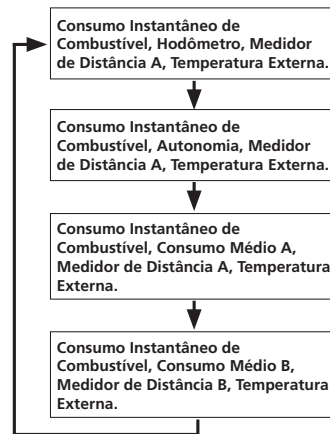 Consumo Instantâneo de
Combustível, Hodômetro, Medidor
de Distância A, Temperatura Externa.
Consumo Instantâneo de
Combustível, Autonomia, Medidor
de Distância A, Temperatura Externa.
Consumo Instantâneo de
Combustível, Consumo Médio A,
Medidor de Distância A, Temperatura
Externa.
Consumo Instantâneo de
Combustível, Consumo Médio B,
Medidor de Distância B, Temperatura
Externa.